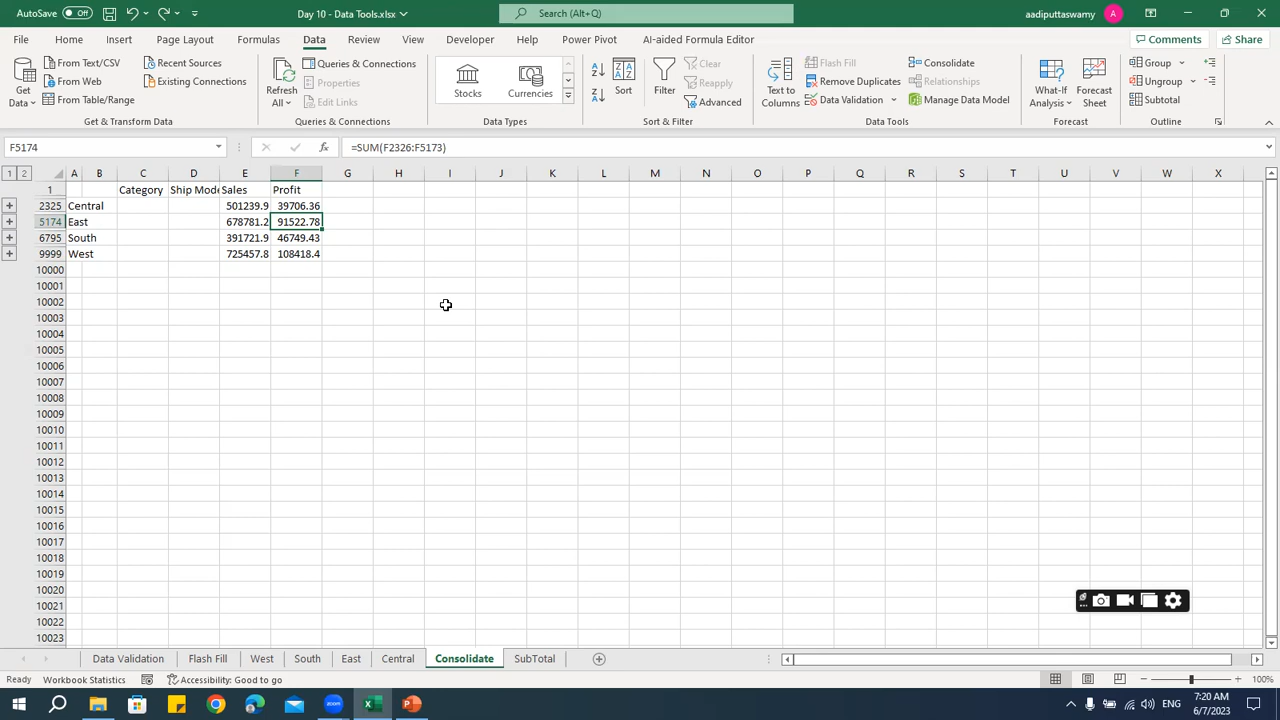 AutoSave Off Day 10 - Data Tools.xlsx Search (Alt+Q) aadiputtaswamy A
File Home Insert Page Layout Formulas Data Review View Developer Help Power Pivot AI-aided Formula Editor Comments Share
From Text/CSV Recent Sources Queries & Connections Clear Flash Fill Consolidate Group
From Web Existing Connections Properties Reapply Remove Duplicates Relationships Ungroup
From Table/Range Edit Links Advanced Data Validation Manage Data Model Subtotal
Get Data Refresh All Stocks Currencies Sort Filter Text to Columns What-If Analysis Forecast Sheet
Get & Transform Data Queries & Connections Data Types Sort & Filter Data Tools Forecast Outline
F5174 fx =SUM(F2326:F5173)
1 2 A B C D E F G H I J K L M N O P Q R S T U V W X
1 Category Ship Mode Sales Profit
2325 Central 501239.9 39706.36
5174 East 678781.2 91522.78
6795 South 391721.9 46749.43
9999 West 725457.8 108418.4
10000
10001
10002
10003
10004
10005
10006
10007
10008
10009
10010
10011
10012
10013
10014
10015
10016
10017
10018
10019
10020
10021
10022
10023
Data Validation Flash Fill West South East Central Consolidate SubTotal
Ready Workbook Statistics Accessibility: Good to go 100%
zoom ENG 7:20 AM
6/7/2023